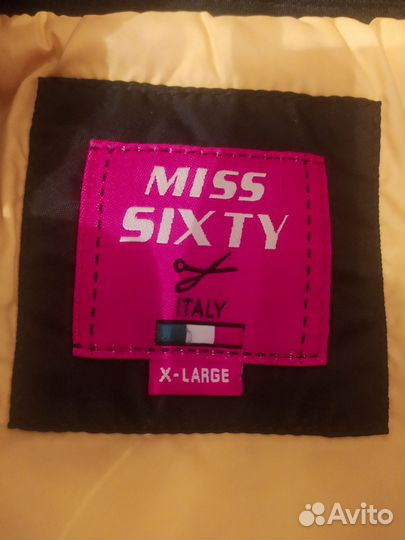 MISS
SIXTY
ITALY
X-LARGE
Avito